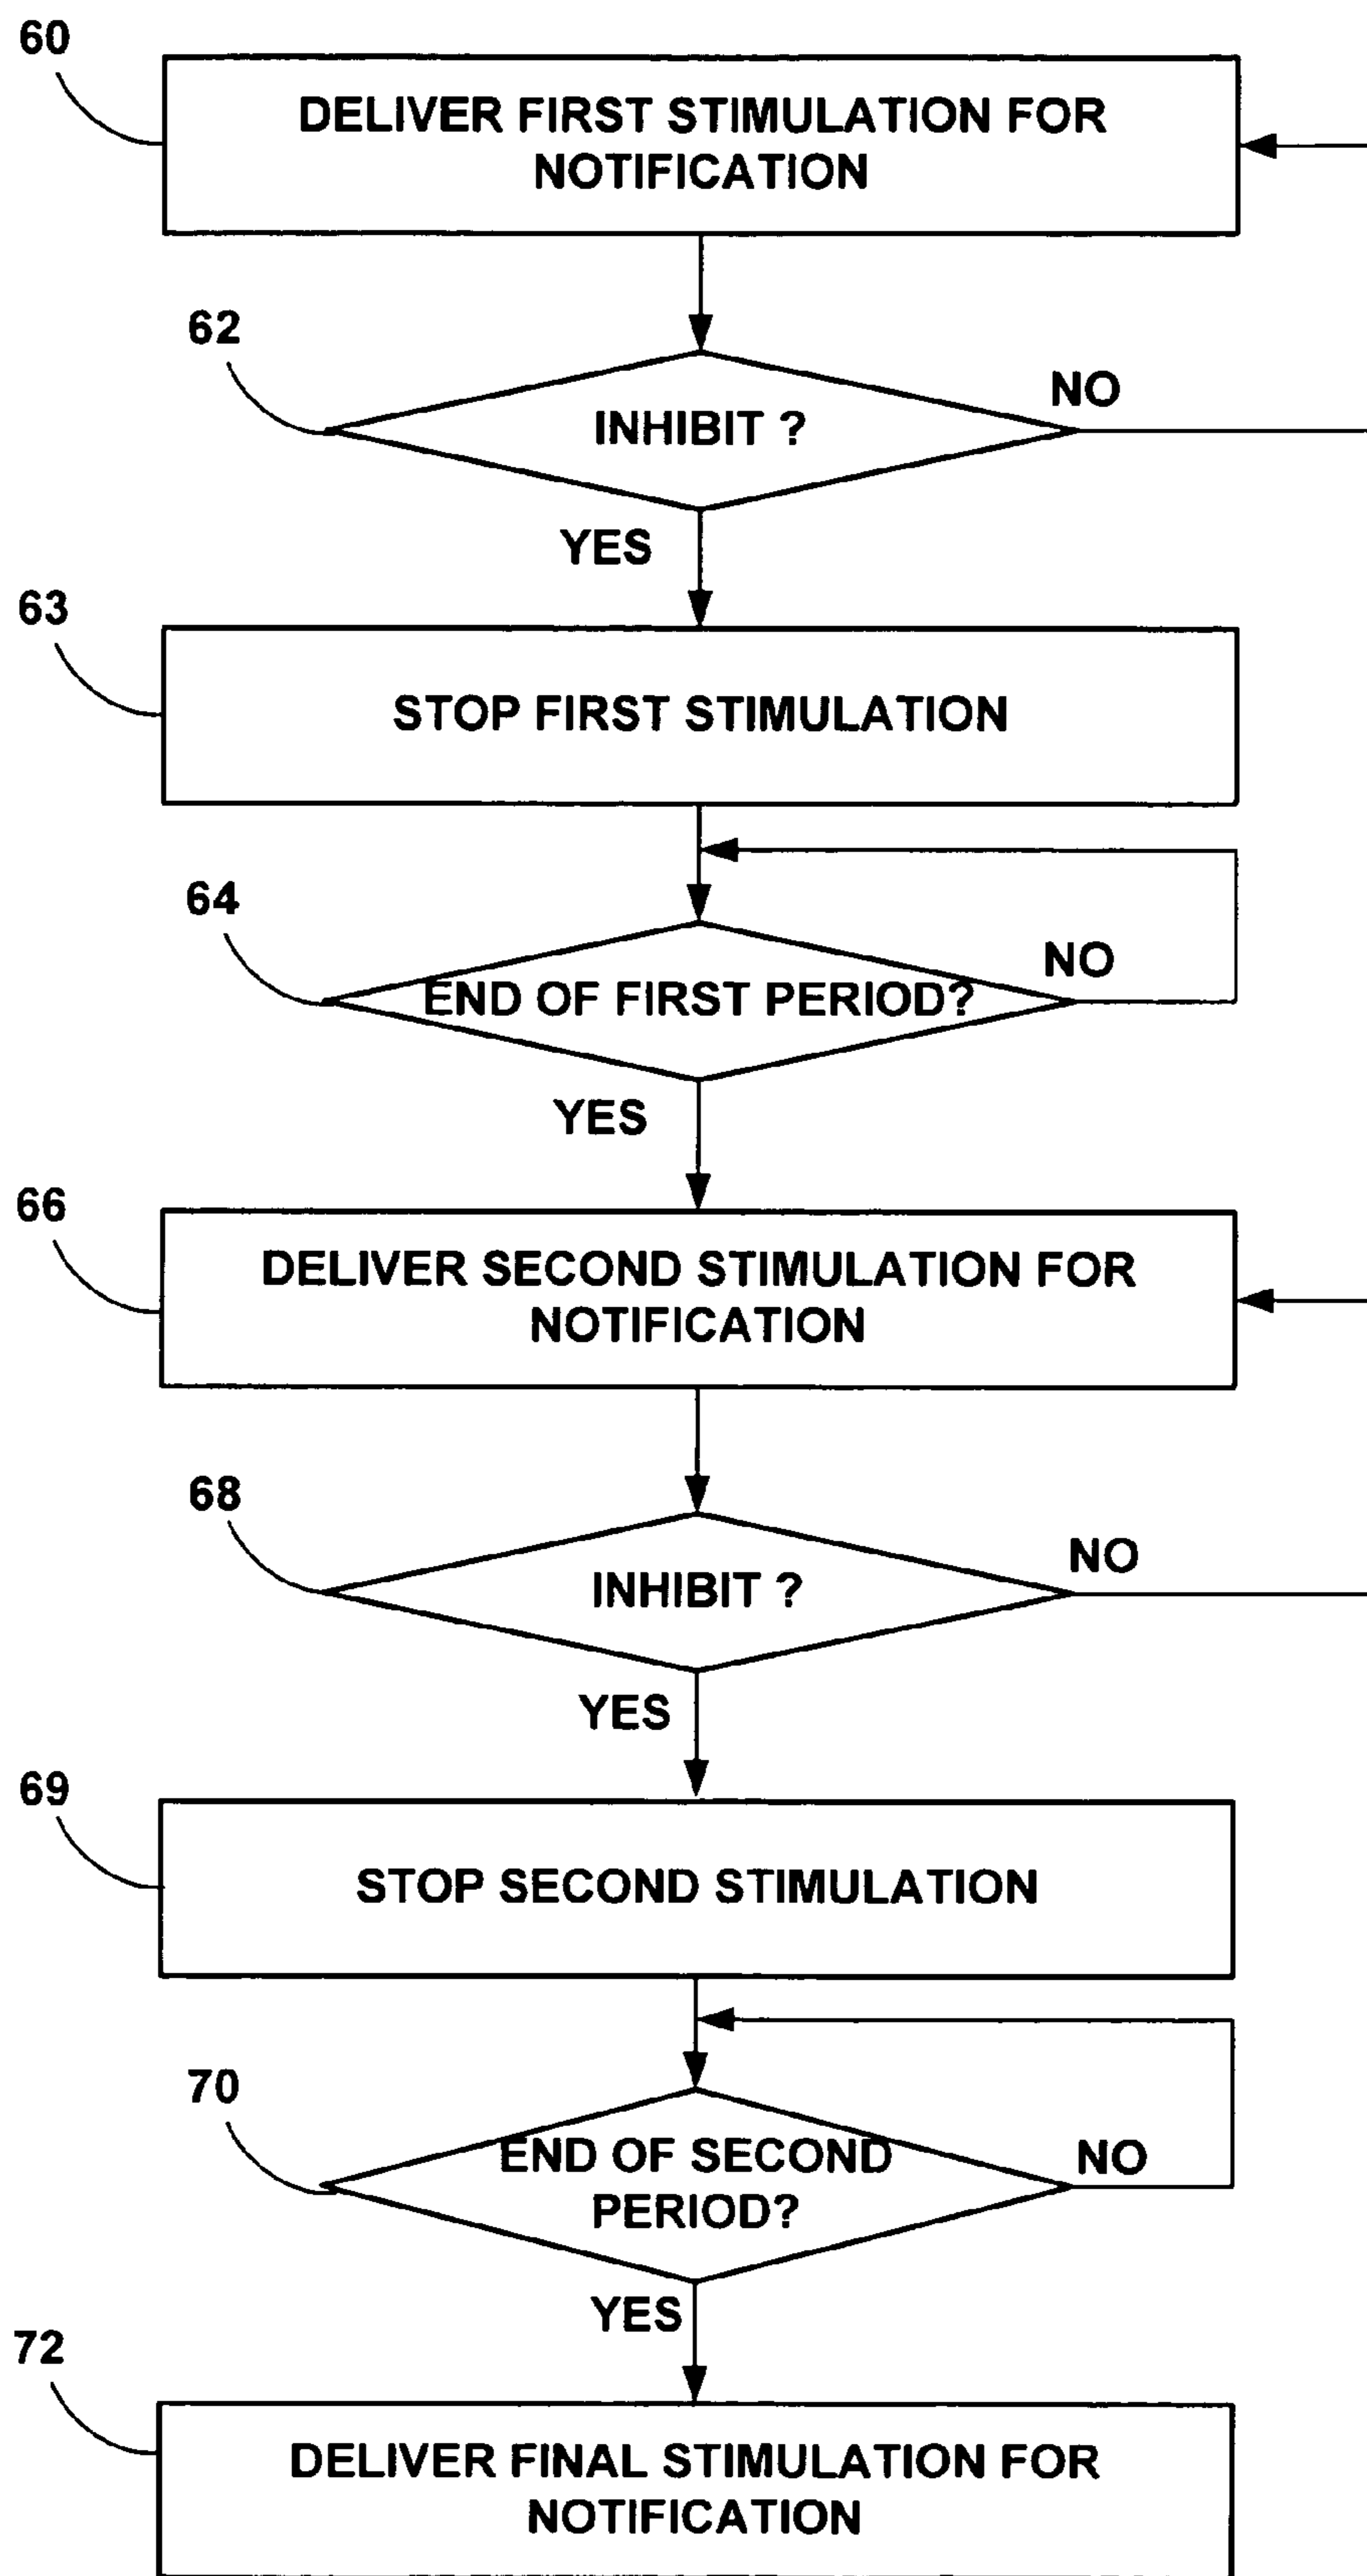 60
DELIVER FIRST STIMULATION FOR
NOTIFICATION
62
INHIBIT ?
NO
YES
63
STOP FIRST STIMULATION
64
END OF FIRST PERIOD?
NO
YES
66
DELIVER SECOND STIMULATION FOR
NOTIFICATION
68
INHIBIT ?
NO
YES
69
STOP SECOND STIMULATION
70
END OF SECOND
PERIOD?
NO
YES
72
DELIVER FINAL STIMULATION FOR
NOTIFICATION